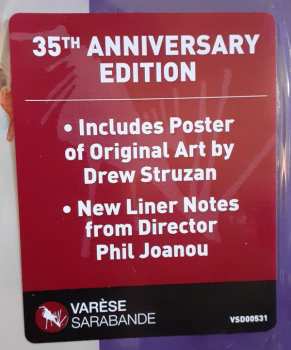 35TH ANNIVERSARY
EDITION
• Includes Poster
of Original Art by
Drew Struzan
• New Liner Notes
from Director
Phil Joanou
VARÈSE
SARABANDE
VSD00531